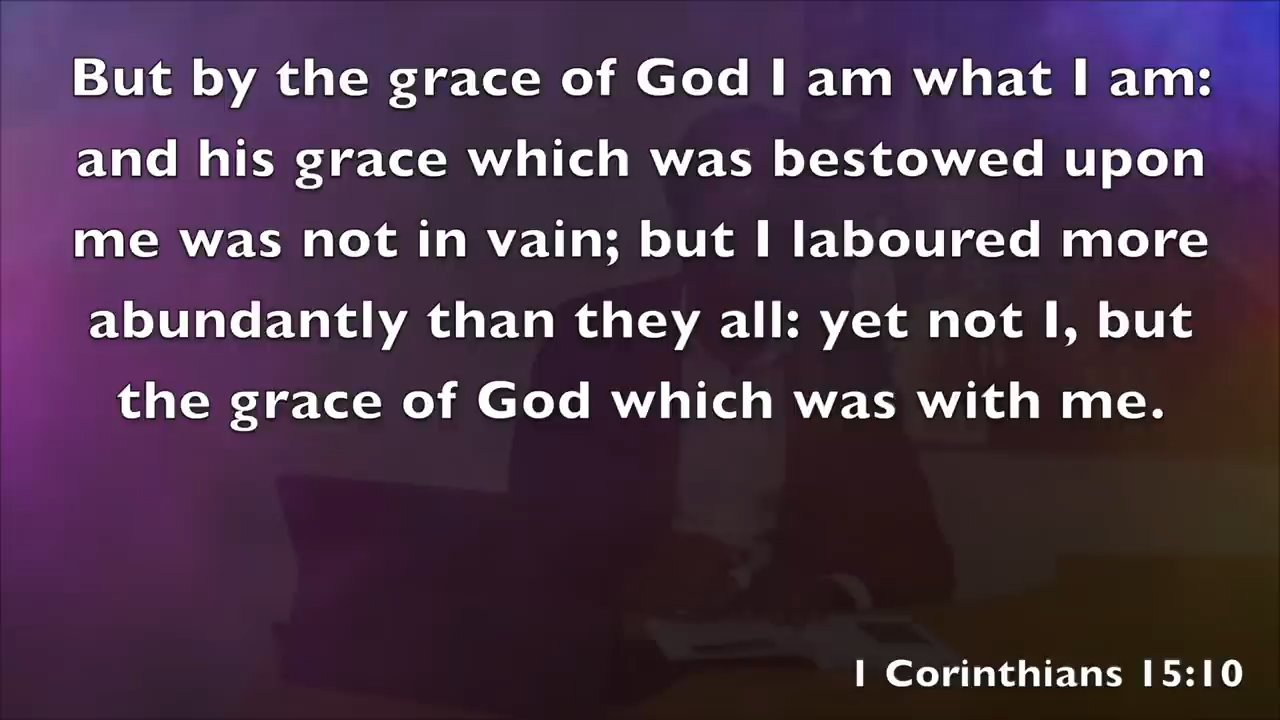 But by the grace of God I am what I am:
and his grace which was bestowed upon
me was not in vain; but I laboured more
abundantly than they all: yet not I, but
the grace of God which was with me.
1 Corinthians 15:10